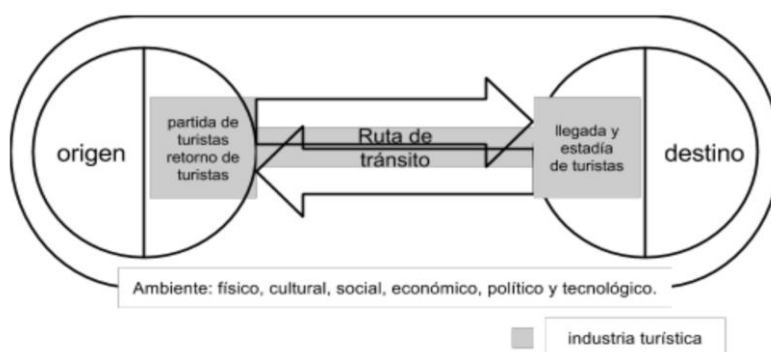 origen
partida de
turistas
retorno de
turistas
Ruta de
tránsito
llegada y
estadía
de turistas
destino
Ambiente: físico, cultural, social, económico, político y tecnológico.
industria turística